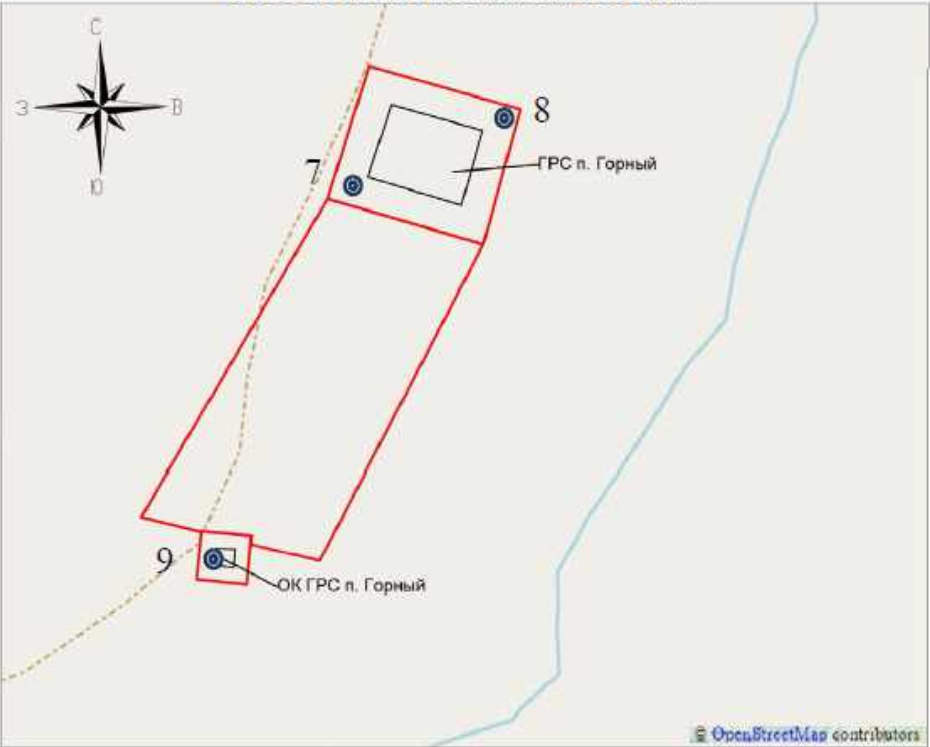 С
З
В
Ю
8
7
ГРС п. Горный
9
ОК ГРС п. Горный
© OpenStreetMap contributors